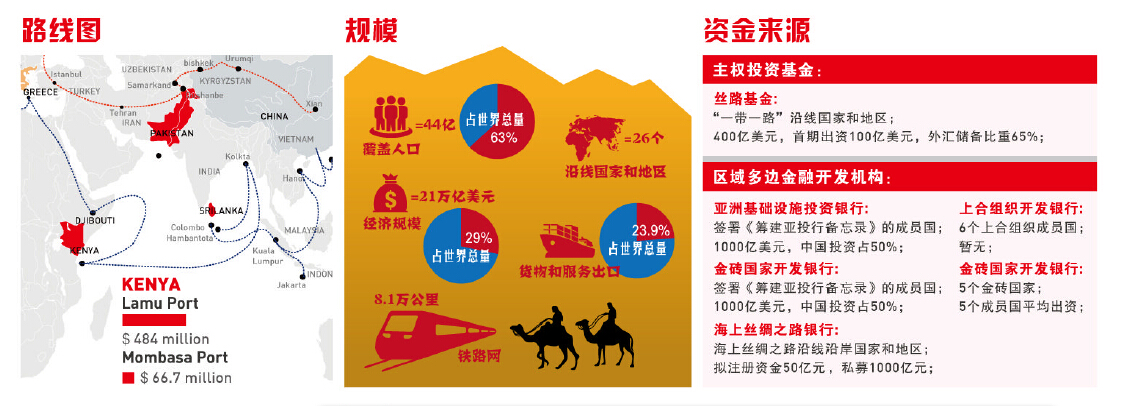 路线图
Istanbul
GREECE
TURKEY
UZBEKISTAN
bishkek
Urumqi
Samarkand
KYRGYZSTAN
Dushanbe
Tehran
IRAN
PAKISTAN
CHINA
Xian
VIETNAM
Kolkta
INDIA
Hanoi
DJIBOUTI
SRI LANKA
Colombo
Hambantota
MALAYSIA
Kuala
Lumpur
KENYA
INDON
Jakarta
KENYA
Lamu Port
$ 484 million
Mombasa Port
$ 66.7 million
规模
=44亿
覆盖人口
占世界总量
63%
=26个
沿线国家和地区
=21万亿美元
经济规模
29%
占世界总量
23.9%
占世界总量
货物和服务出口
8.1万公里
铁路网
资金来源
主权投资基金：
丝路基金：
“一带一路”沿线国家和地区；
400亿美元，首期出资100亿美元，外汇储备比重65%；
区域多边金融开发机构：
亚洲基础设施投资银行：
签署《筹建亚投行备忘录》的成员国；
1000亿美元，中国投资占50%；
上合组织开发银行：
6个上合组织成员国；
暂无；
金砖国家开发银行：
签署《筹建亚投行备忘录》的成员国；
1000亿美元，中国投资占50%；
金砖国家开发银行：
5个金砖国家；
5个成员国平均出资；
海上丝绸之路银行：
海上丝绸之路沿线沿岸国家和地区；
拟注册资金50亿元，私募1000亿元；